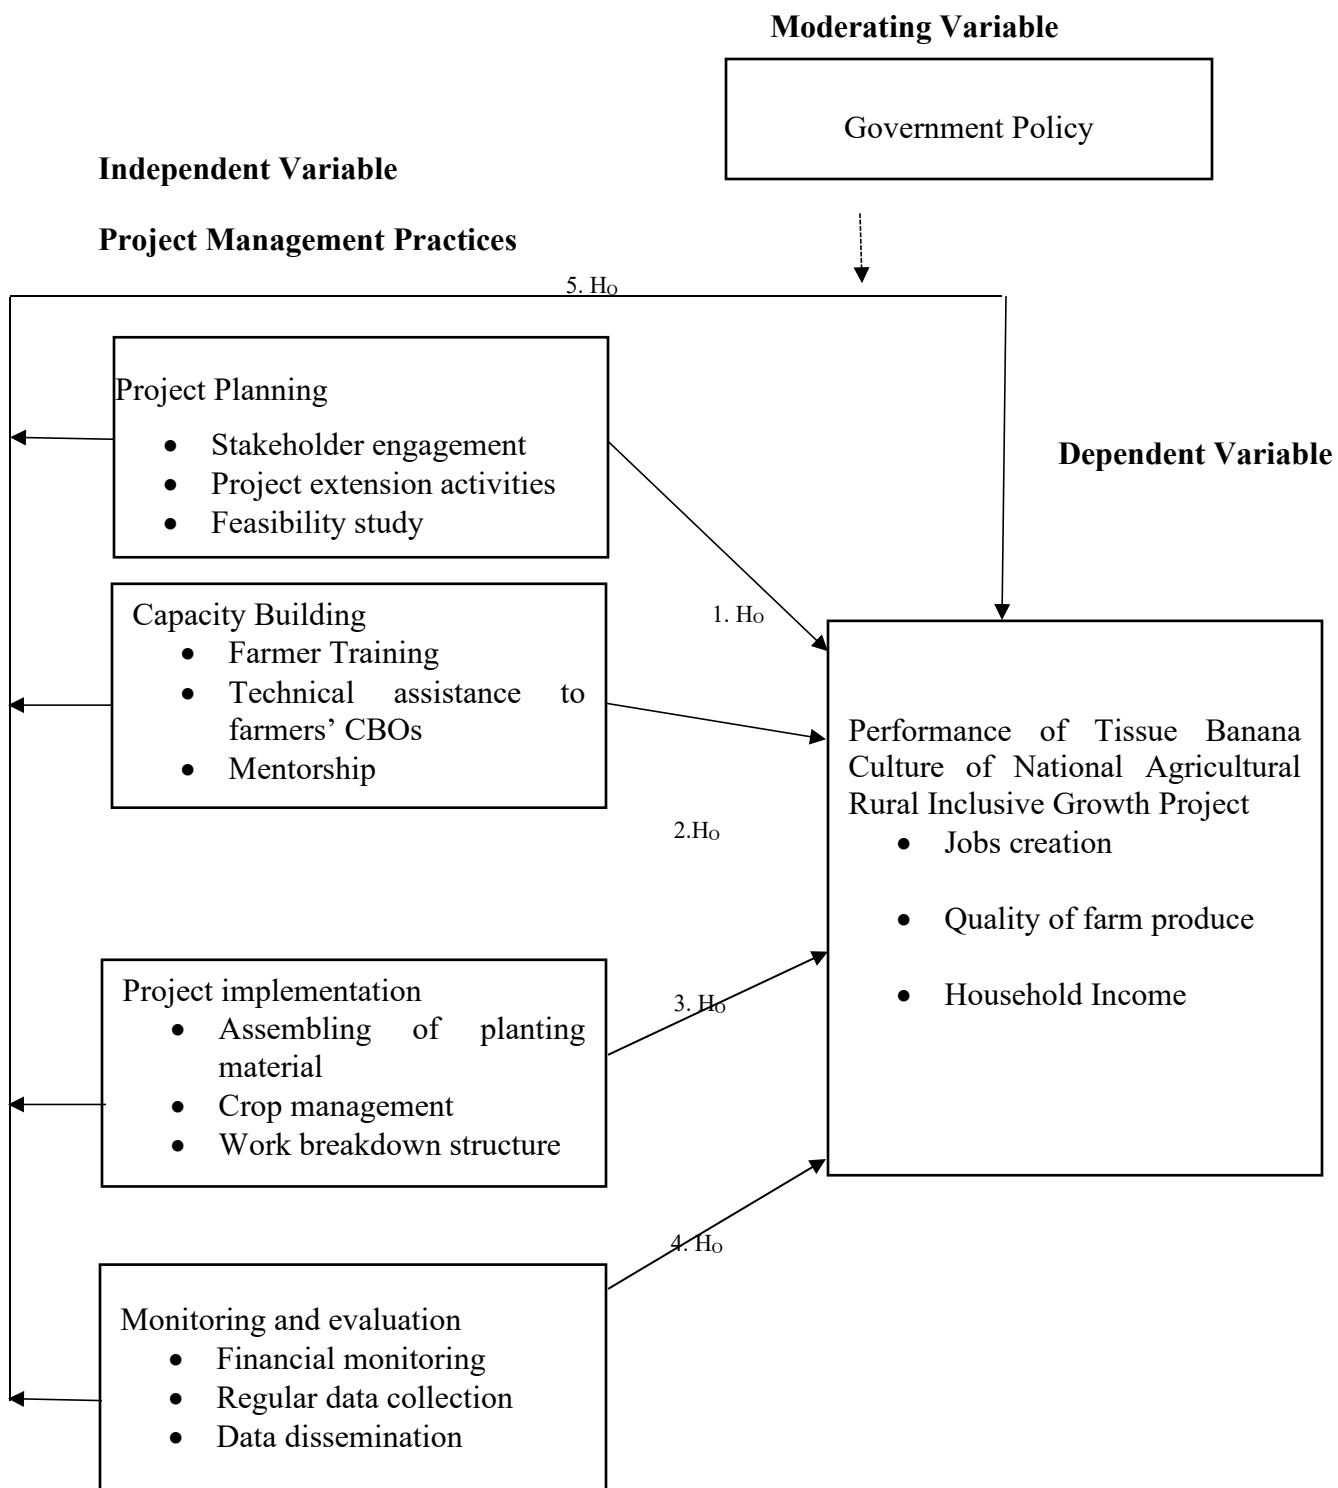 Moderating Variable
Government Policy
Independent Variable
Project Management Practices
5. HO
Project Planning
• Stakeholder engagement
• Project extension activities
• Feasibility study
Dependent Variable
1. HO
Capacity Building
• Farmer Training
• Technical assistance to
farmers’ CBOs
• Mentorship
2.HO
Performance of Tissue Banana
Culture of National Agricultural
Rural Inclusive Growth Project
• Jobs creation
• Quality of farm produce
• Household Income
Project implementation
• Assembling of planting
material
• Crop management
• Work breakdown structure
3. HO
4. HO
Monitoring and evaluation
• Financial monitoring
• Regular data collection
• Data dissemination